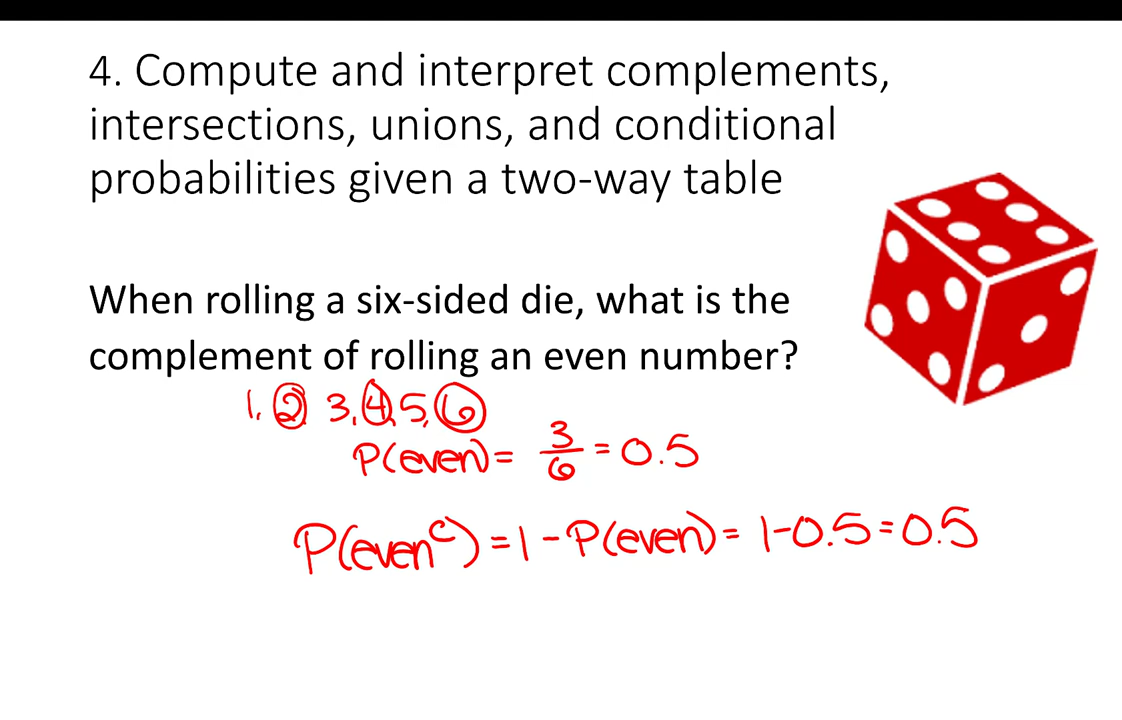 4. Compute and interpret complements,
intersections, unions, and conditional
probabilities given a two-way table
When rolling a six-sided die, what is the
complement of rolling an even number?
1, 2, 3, 4, 5, 6
P(even) = 3/6 = 0.5
P(even^c) = 1 - P(even) = 1-0.5 = 0.5